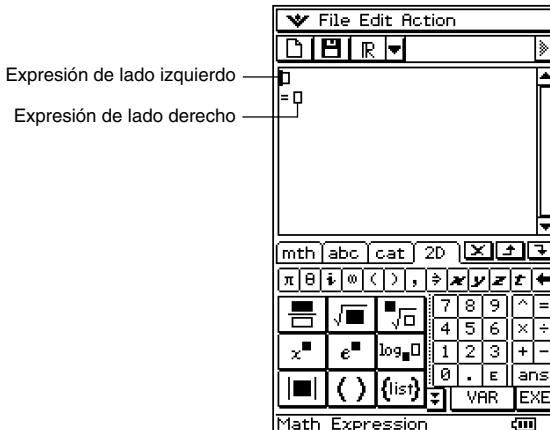 File Edit Action
ℝ
Expresión de lado izquierdo
=
Expresión de lado derecho
mth abc cat 2D
π θ i ∞ ( ) , ⇒ x y z t ←
7 8 9 ^ =
√■ ■√□ 4 5 6 × ÷
x■ e■ log■□ 1 2 3 + −
0 . E ans
|■| ( ) {list} VAR EXE
Math Expression